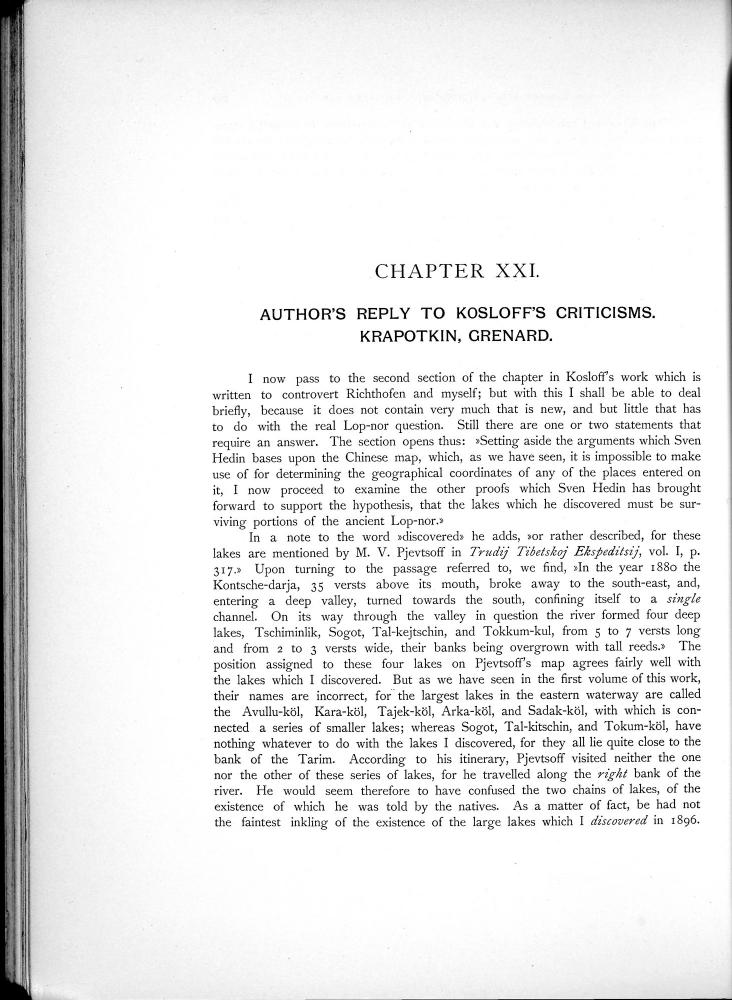 CHAPTER XXI.
AUTHOR'S REPLY TO KOSLOFF'S CRITICISMS.
KRAPOTKIN, GRENARD.
I now pass to the second section of the chapter in Kosloff's work which is
written to controvert Richthofen and myself; but with this I shall be able to deal
briefly, because it does not contain very much that is new, and but little that has
to do with the real Lop-nor question. Still there are one or two statements that
require an answer. The section opens thus: »Setting aside the arguments which Sven
Hedin bases upon the Chinese map, which, as we have seen, it is impossible to make
use of for determining the geographical coordinates of any of the places entered on
it, I now proceed to examine the other proofs which Sven Hedin has brought
forward to support the hypothesis, that the lakes which he discovered must be sur-
viving portions of the ancient Lop-nor.»
In a note to the word »discovered» he adds, »or rather described, for these
lakes are mentioned by M. V. Pjevtsoff in Trudij Tibetskoj Ekspeditsij, vol. I, p.
317.» Upon turning to the passage referred to, we find, »In the year 1880 the
Kontsche-darja, 35 versts above its mouth, broke away to the south-east, and,
entering a deep valley, turned towards the south, confining itself to a single
channel. On its way through the valley in question the river formed four deep
lakes, Tschiminlik, Sogot, Tal-kejtschin, and Tokkum-kul, from 5 to 7 versts long
and from 2 to 3 versts wide, their banks being overgrown with tall reeds.» The
position assigned to these four lakes on Pjevtsoff's map agrees fairly well with
the lakes which I discovered. But as we have seen in the first volume of this work,
their names are incorrect, for the largest lakes in the eastern waterway are called
the Avullu-köl, Kara-köl, Tajek-köl, Arka-köl, and Sadak-köl, with which is con-
nected a series of smaller lakes; whereas Sogot, Tal-kitschin, and Tokum-köl, have
nothing whatever to do with the lakes I discovered, for they all lie quite close to the
bank of the Tarim. According to his itinerary, Pjevtsoff visited neither the one
nor the other of these series of lakes, for he travelled along the right bank of the
river. He would seem therefore to have confused the two chains of lakes, of the
existence of which he was told by the natives. As a matter of fact, be had not
the faintest inkling of the existence of the large lakes which I discovered in 1896.